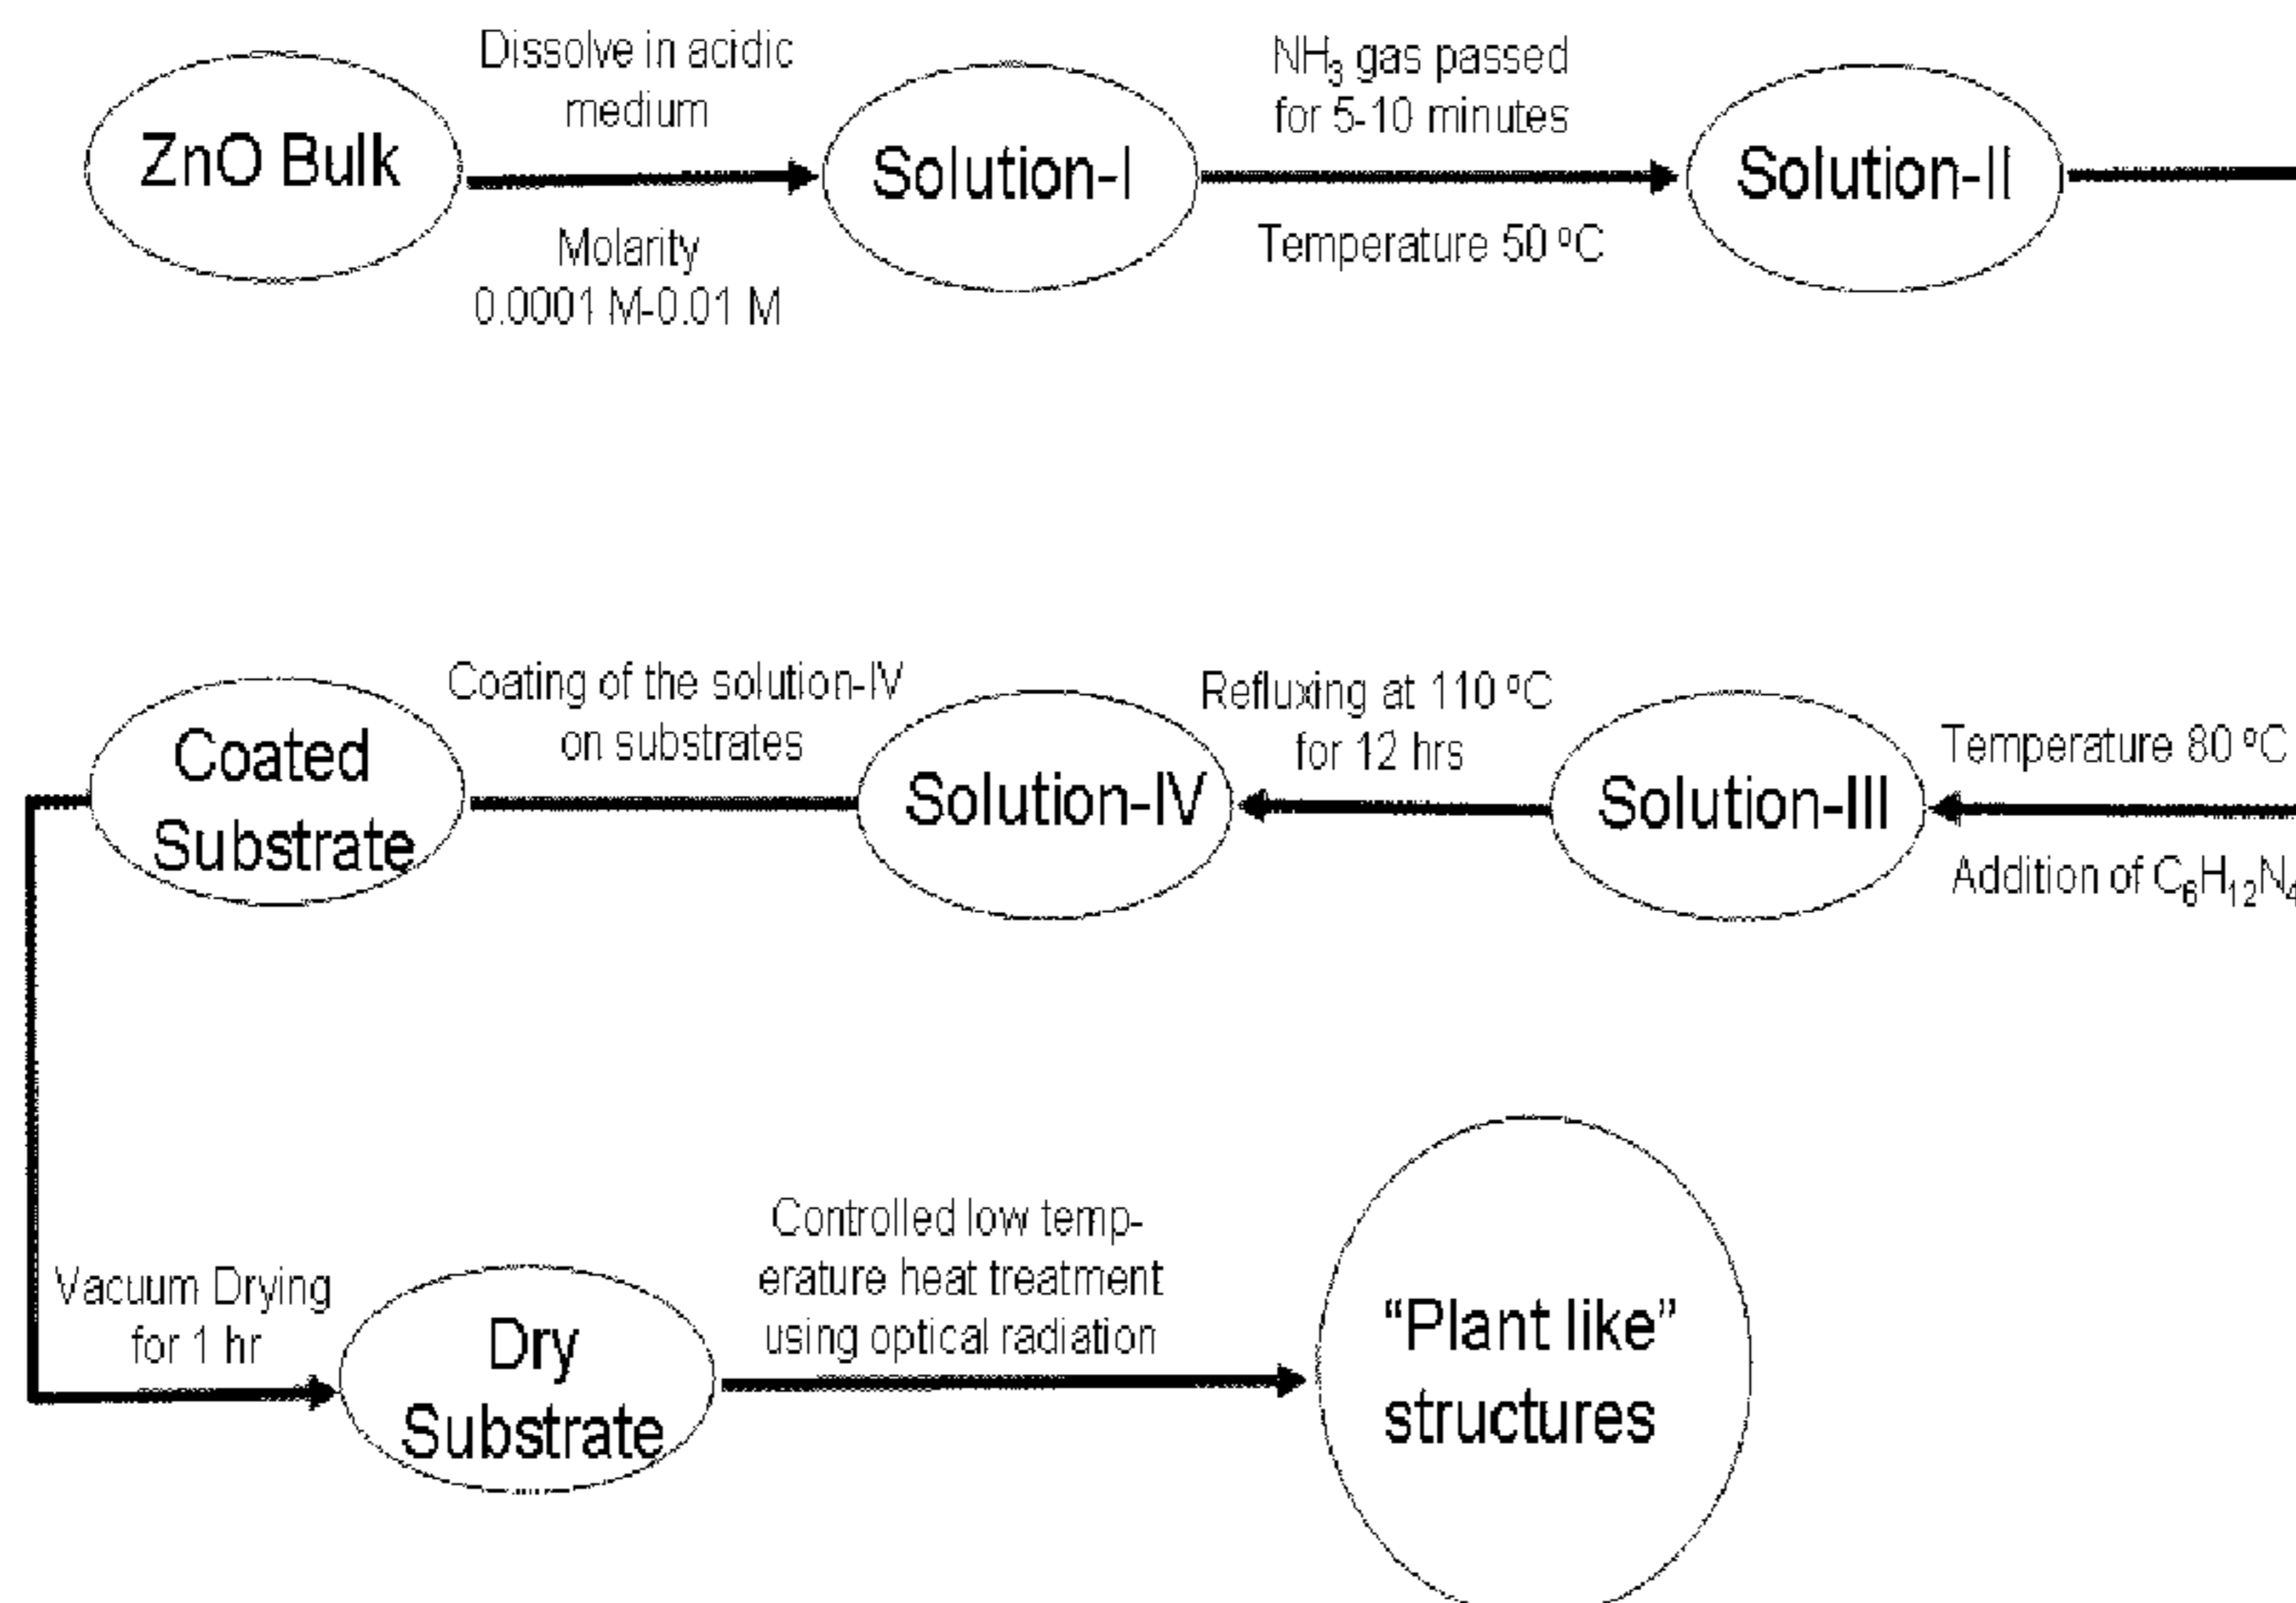 Dissolve in acidic
medium
ZnO Bulk
Molarity
0.0001 M-0.01 M
Solution-I
NH₃ gas passed
for 5-10 minutes
Temperature 50 ºC
Solution-II
Temperature 80 ºC
Addition of C₆H₁₂N₄
Solution-III
Refluxing at 110 ºC
for 12 hrs
Solution-IV
Coating of the solution-IV
on substrates
Coated
Substrate
Vacuum Drying
for 1 hr
Dry
Substrate
Controlled low temp-
erature heat treatment
using optical radiation
“Plant like”
structures